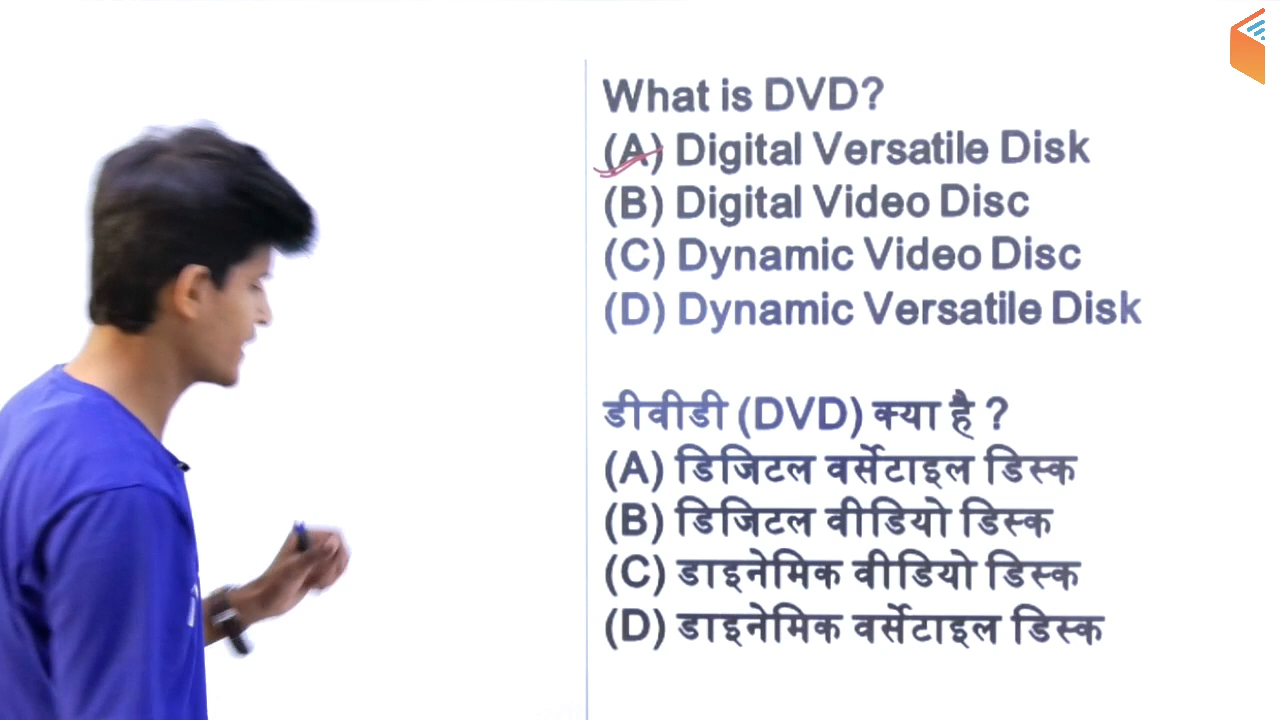 What is DVD?
(A) Digital Versatile Disk
(B) Digital Video Disc
(C) Dynamic Video Disc
(D) Dynamic Versatile Disk
डीवीडी (DVD) क्या है ?
(A) डिजिटल वर्सेटाइल डिस्क
(B) डिजिटल वीडियो डिस्क
(C) डाइनेमिक वीडियो डिस्क
(D) डाइनेमिक वर्सेटाइल डिस्क